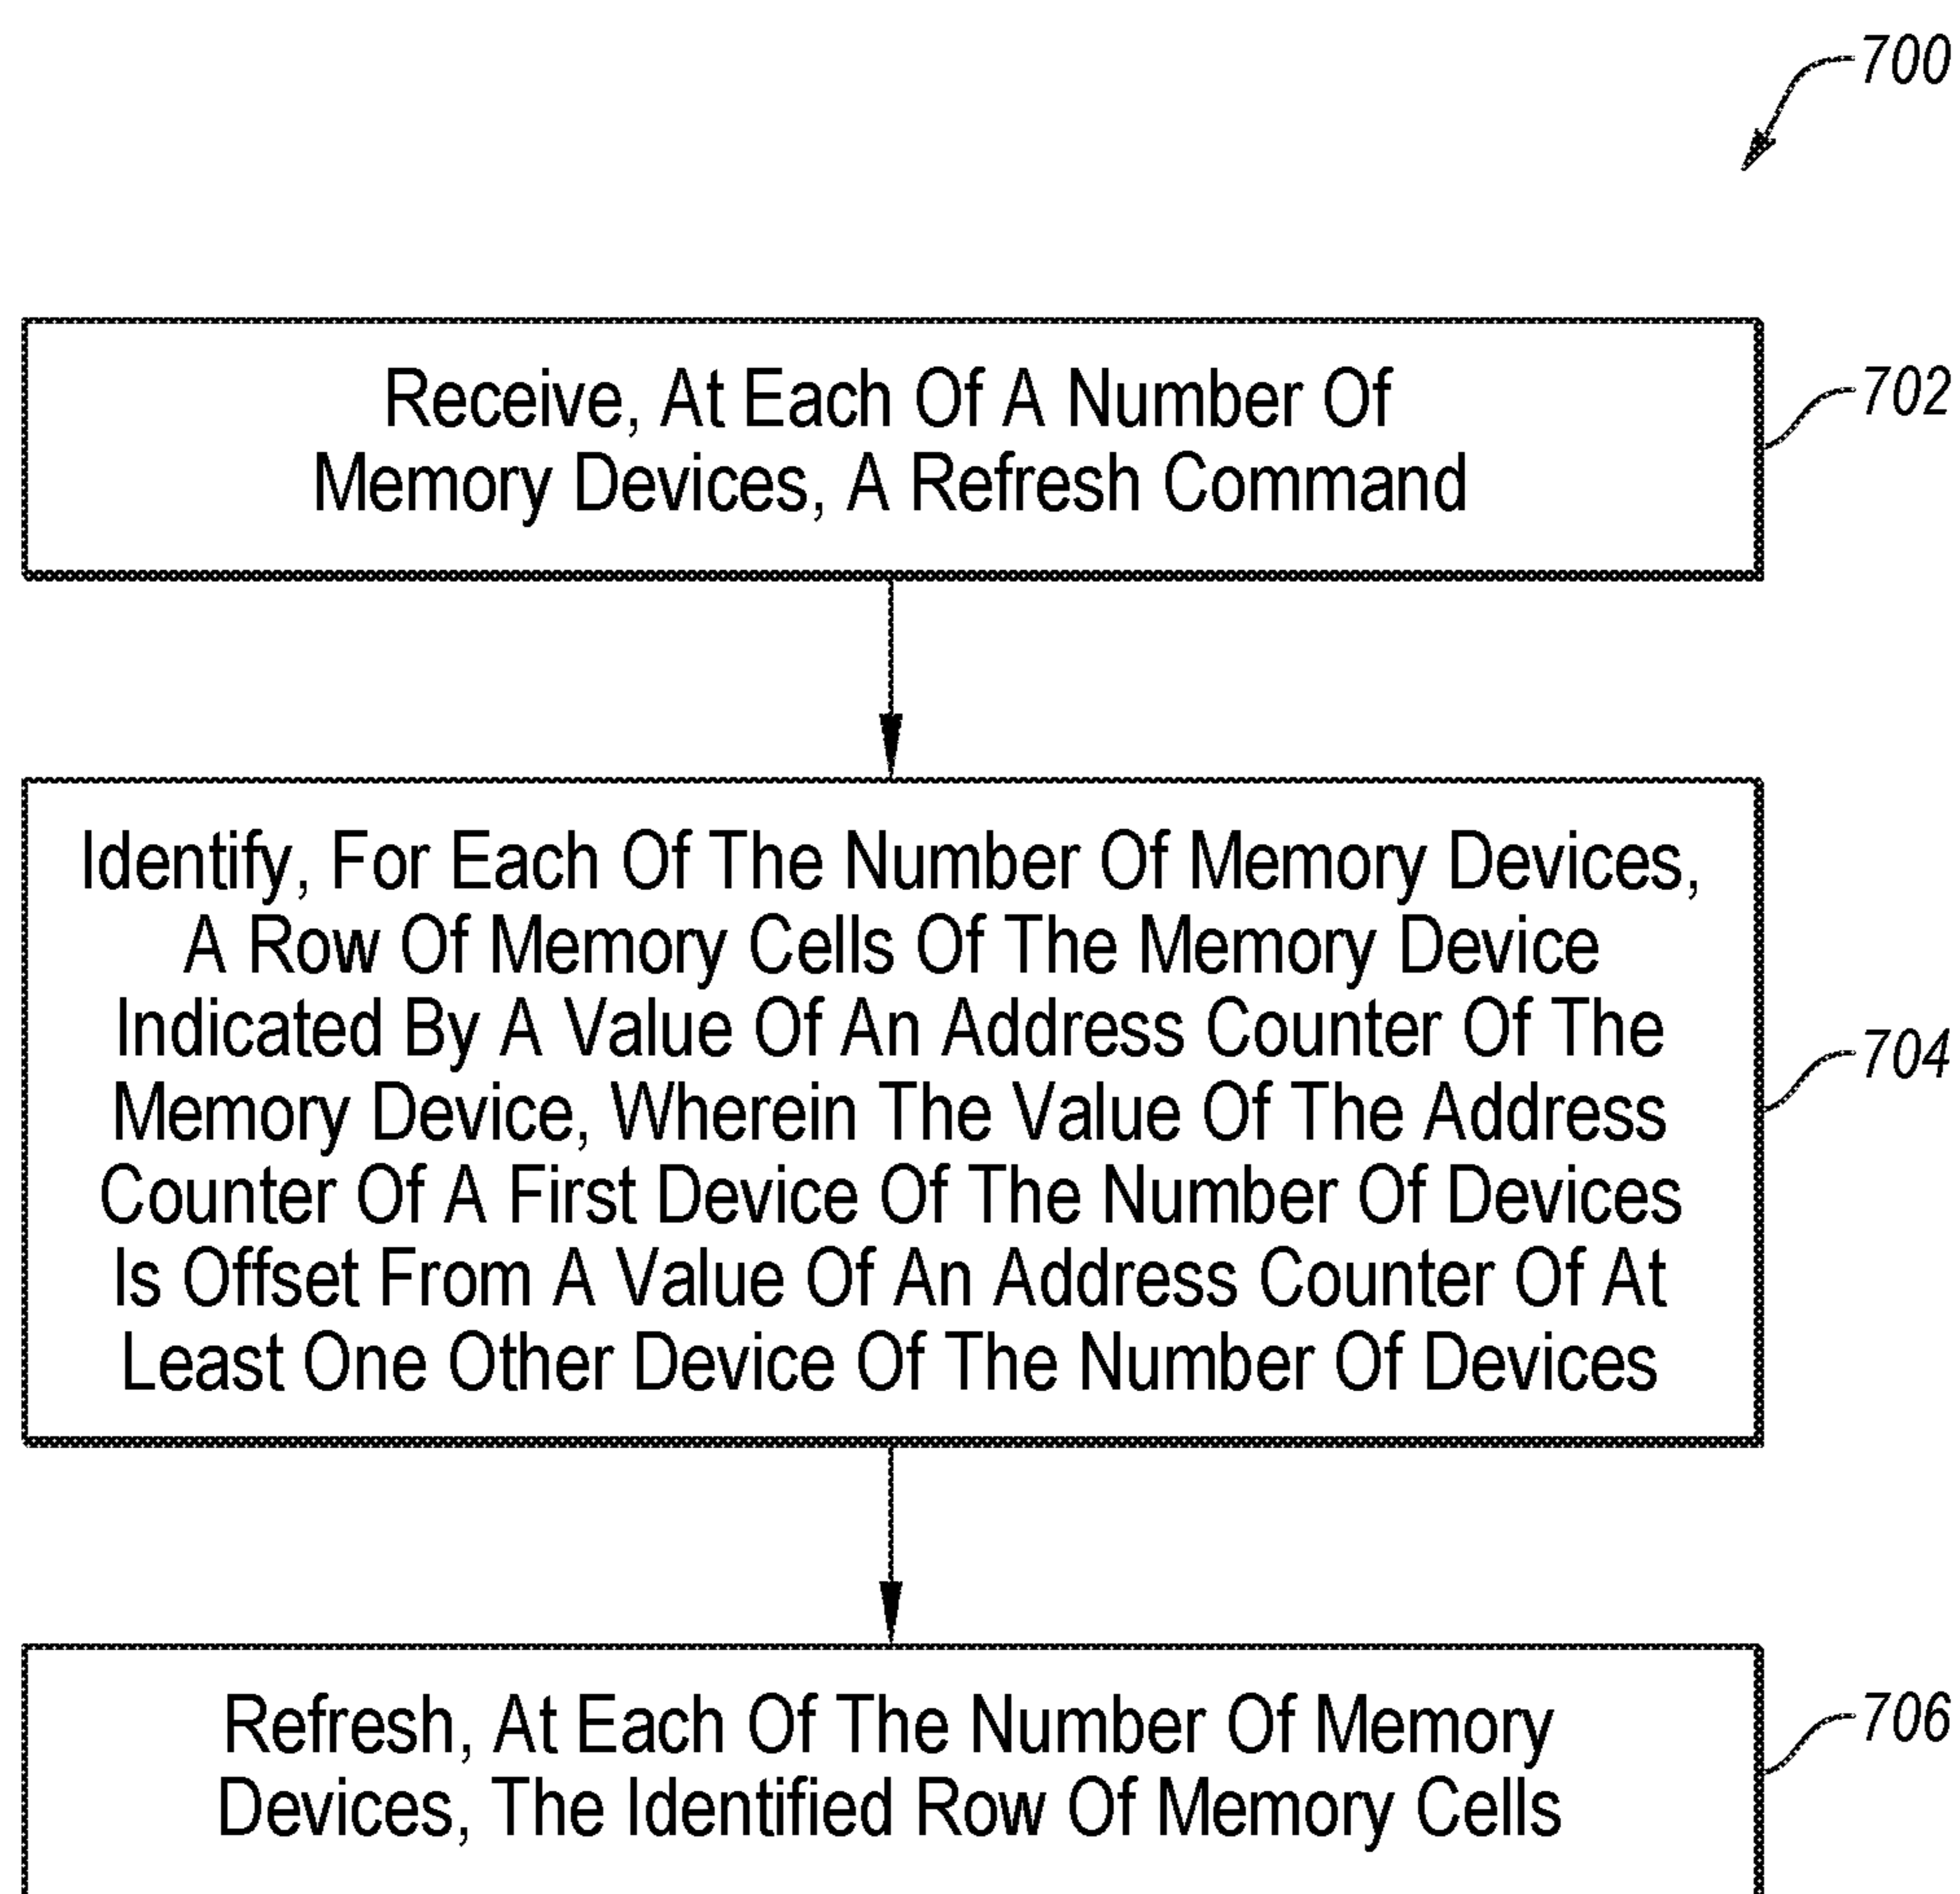 700
Receive, At Each Of A Number Of
Memory Devices, A Refresh Command
702
Identify, For Each Of The Number Of Memory Devices,
A Row Of Memory Cells Of The Memory Device
Indicated By A Value Of An Address Counter Of The
Memory Device, Wherein The Value Of The Address
Counter Of A First Device Of The Number Of Devices
Is Offset From A Value Of An Address Counter Of At
Least One Other Device Of The Number Of Devices
704
Refresh, At Each Of The Number Of Memory
Devices, The Identified Row Of Memory Cells
706